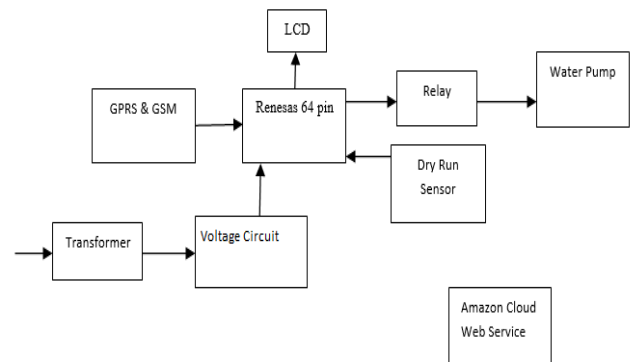 LCD
GPRS & GSM
Renesas 64 pin
Relay
Water Pump
Dry Run
Sensor
Transformer
Voltage Circuit
Amazon Cloud
Web Service